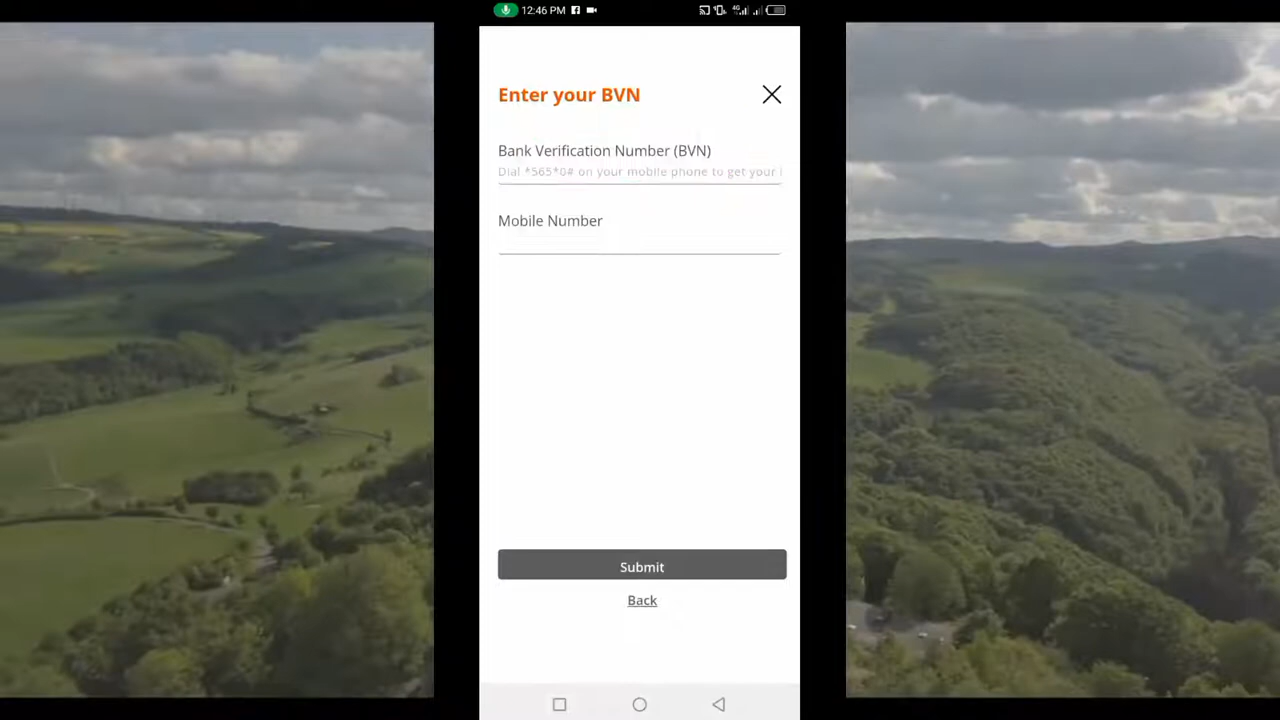 12:46 PM
4G
Enter your BVN
Bank Verification Number (BVN)
Dial *565*0# on your mobile phone to get your
Mobile Number
Submit
Back